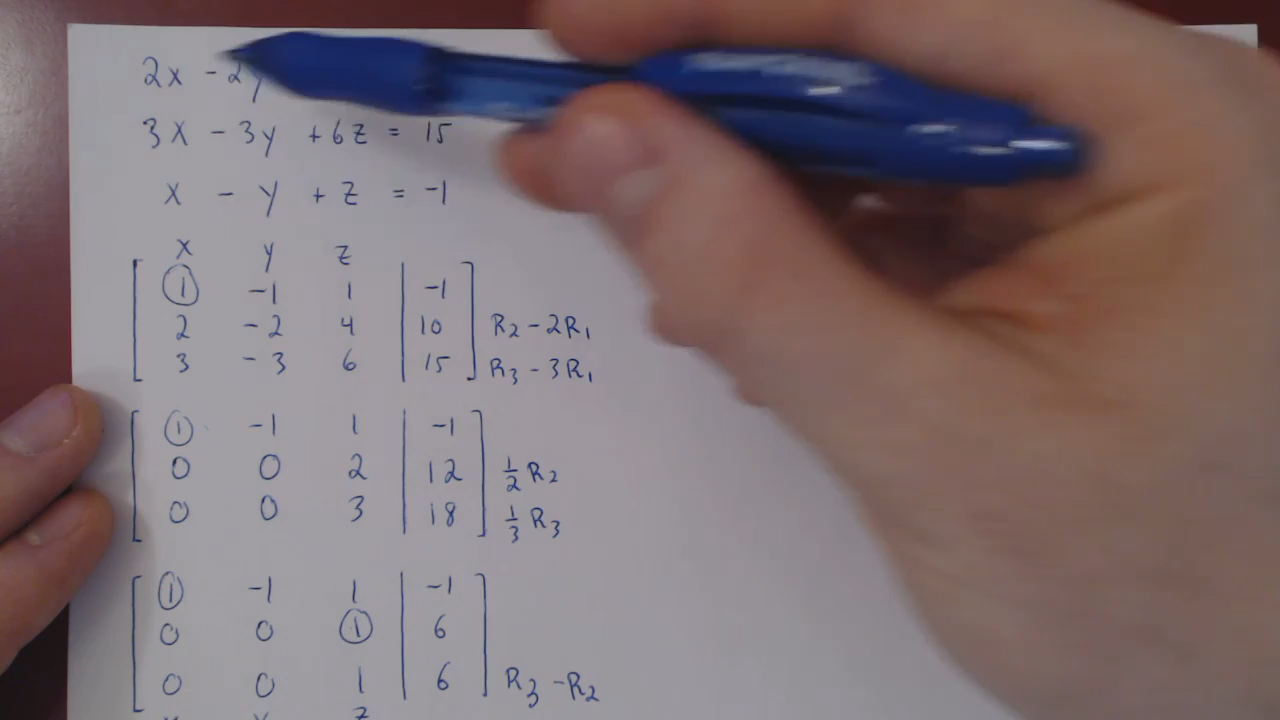 2x - 2y
3x - 3y + 6z = 15
x - y + z = -1
x y z
1 -1 1 | -1
2 -2 4 | 10 R2 - 2R1
3 -3 6 | 15 R3 - 3R1
1 -1 1 | -1
0 0 2 | 12 1/2 R2
0 0 3 | 18 1/3 R3
1 -1 1 | -1
0 0 1 | 6
0 0 1 | 6 R3 - R2
x y z